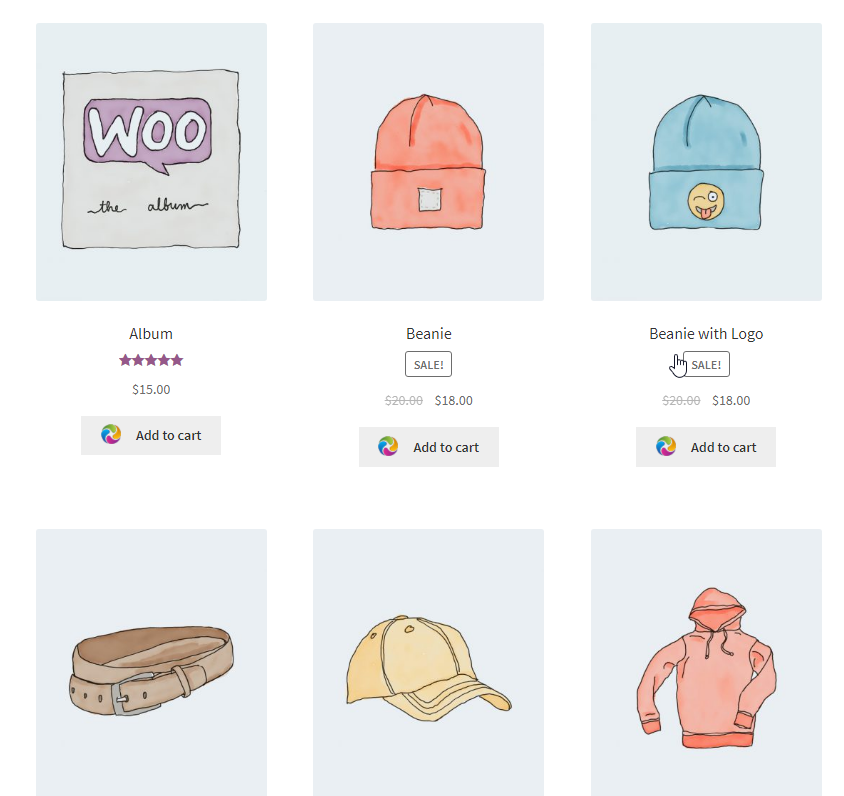 WOO
the album
Album
$15.00
Add to cart
Beanie
SALE!
$20.00 $18.00
Add to cart
Beanie with Logo
SALE!
$20.00 $18.00
Add to cart